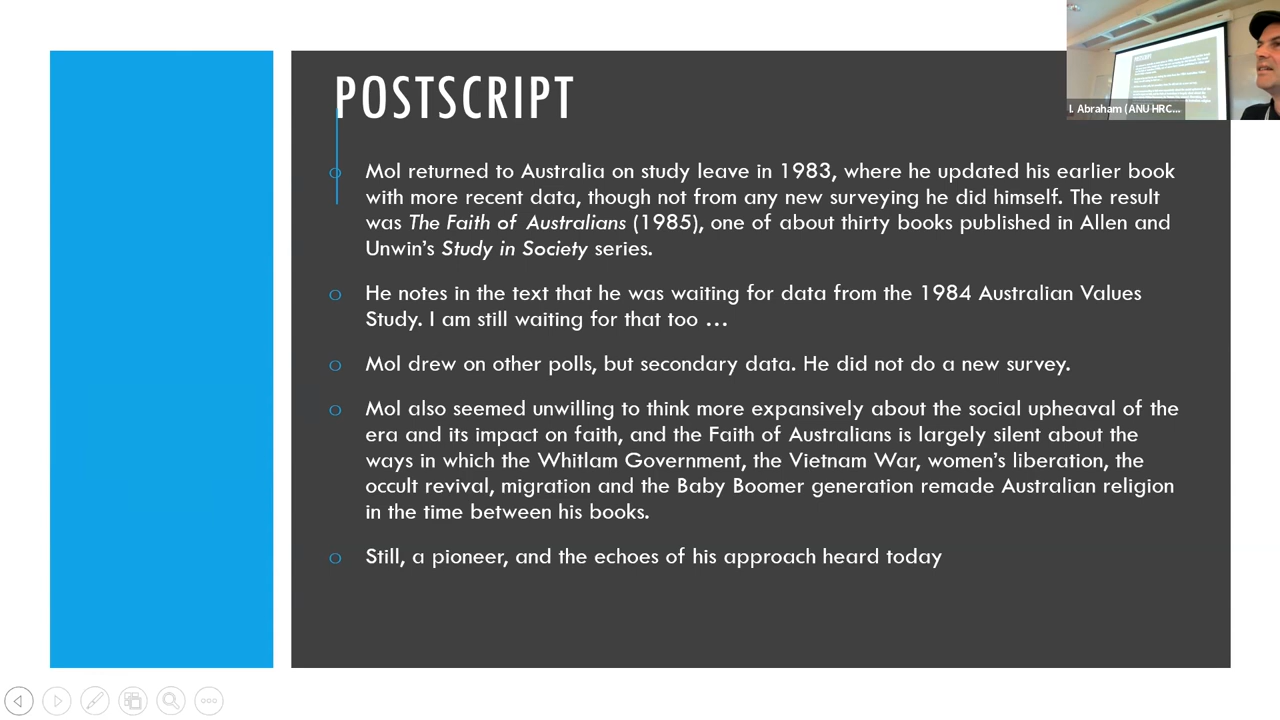 POSTSCRIPT
I. Abraham (ANU HRC...
Mol returned to Australia on study leave in 1983, where he updated his earlier book
with more recent data, though not from any new surveying he did himself. The result
was The Faith of Australians (1985), one of about thirty books published in Allen and
Unwin’s Study in Society series.
He notes in the text that he was waiting for data from the 1984 Australian Values
Study. I am still waiting for that too …
Mol drew on other polls, but secondary data. He did not do a new survey.
Mol also seemed unwilling to think more expansively about the social upheaval of the
era and its impact on faith, and the Faith of Australians is largely silent about the
ways in which the Whitlam Government, the Vietnam War, women’s liberation, the
occult revival, migration and the Baby Boomer generation remade Australian religion
in the time between his books.
Still, a pioneer, and the echoes of his approach heard today